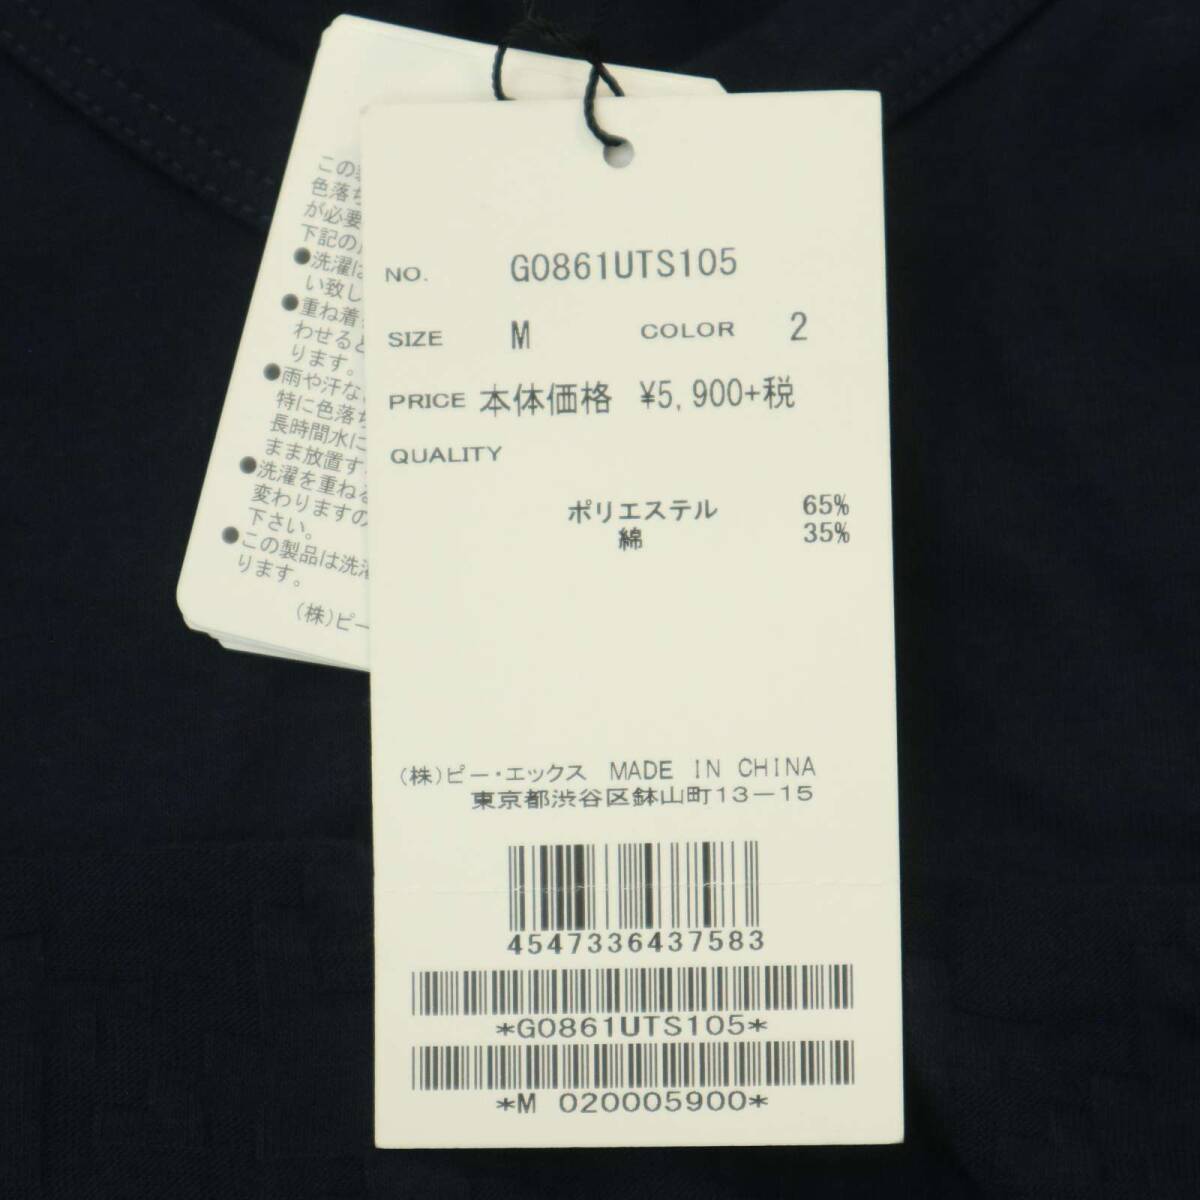 この
色落ち
が必要
下記の
●洗濯は
い致し
●重ね着
わせると
ります。
●雨や汗な
特に色落ち
長時間水に
まま放置す
●洗濯を重ねる
変わりますの
下さい。
●この製品は洗濯
ります。
(株)ピー
NO. G0861UTS105
SIZE M COLOR 2
PRICE 本体価格 ¥5,900+税
QUALITY
ポリエステル 65%
綿 35%
(株)ピー・エックス MADE IN CHINA
東京都渋谷区鉢山町13-15
4547336437583
*G0861UTS105*
*M 020005900*